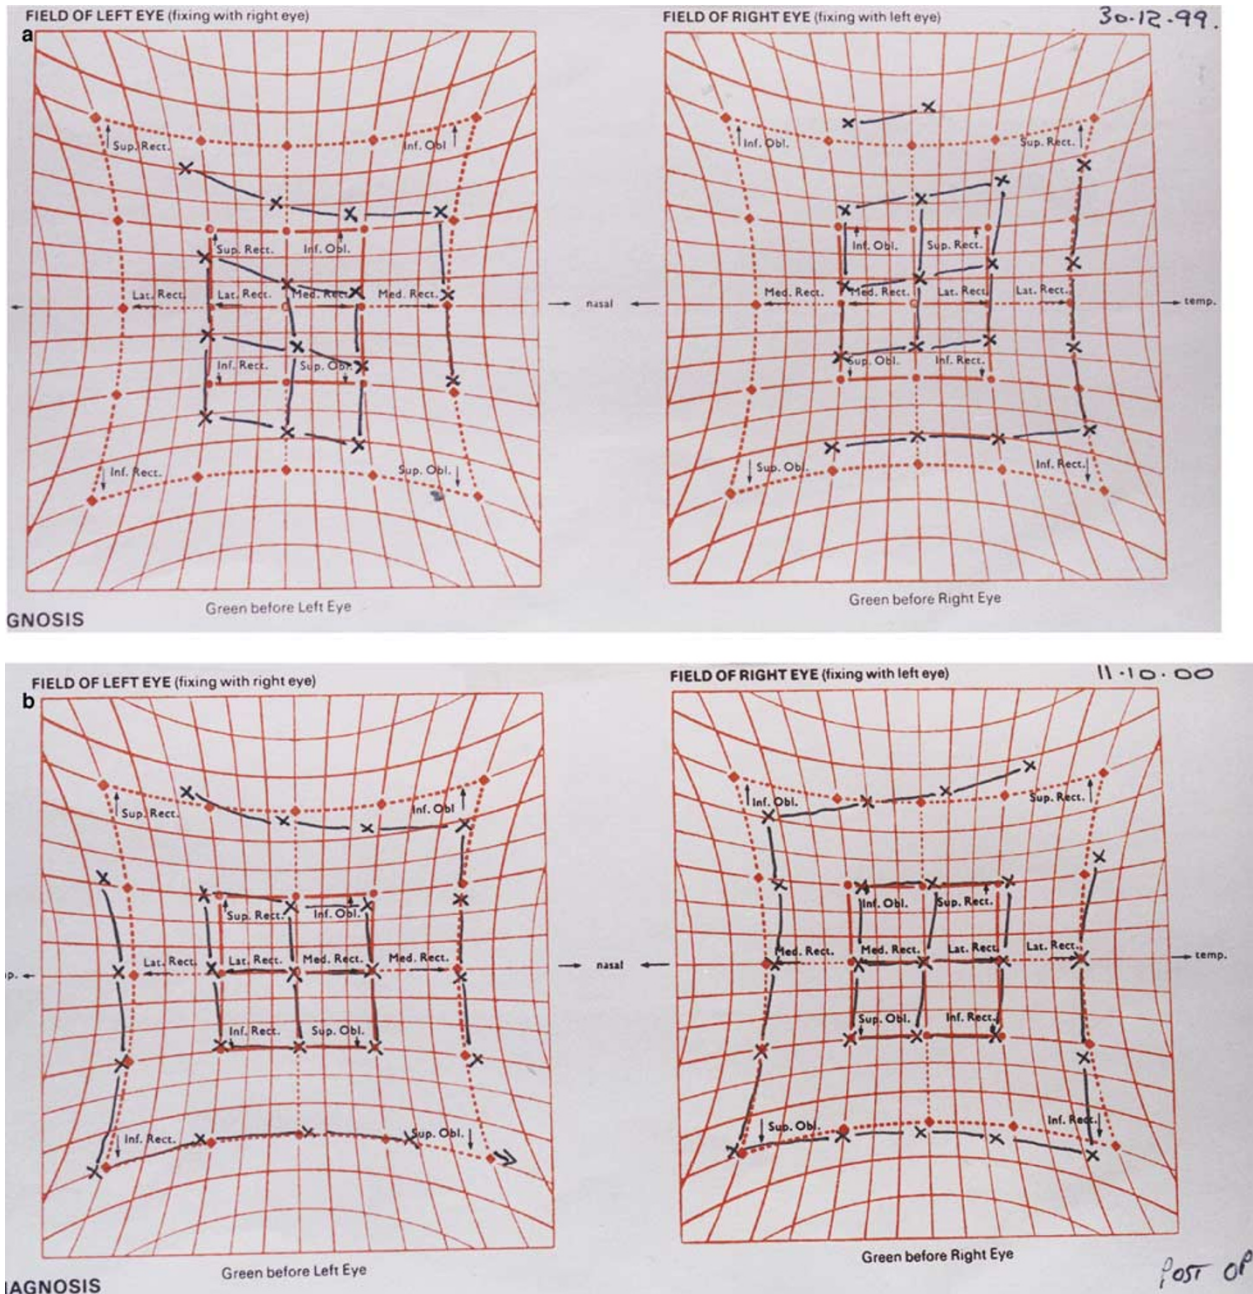 FIELD OF LEFT EYE (fixing with right eye)
FIELD OF RIGHT EYE (fixing with left eye)
30.12.99.
a
Sup. Rect.
Inf. Obl
Inf. Obl.
Sup. Rect.
Sup. Rect.
Inf. Obl.
Inf. Obl.
Sup. Rect.
Lat. Rect.
Lat. Rect.
Med. Rect.
Med. Rect.
nasal
Med. Rect.
Med. Rect.
Lat. Rect.
Lat. Rect.
temp.
Inf. Rect.
Sup. Obl.
Sup. Obl.
Inf. Rect.
Inf. Rect.
Sup. Obl.
Sup. Obl.
Inf. Rect.
Green before Left Eye
Green before Right Eye
GNOSIS
b
FIELD OF LEFT EYE (fixing with right eye)
FIELD OF RIGHT EYE (fixing with left eye)
11.10.00
Sup. Rect.
Inf. Obl
Inf. Obl.
Sup. Rect.
Sup. Rect.
Inf. Obl.
Inf. Obl.
Sup. Rect.
p.
Lat. Rect.
Lat. Rect.
Med. Rect.
Med. Rect.
nasal
Med. Rect.
Med. Rect.
Lat. Rect.
Lat. Rect.
temp.
Inf. Rect.
Sup. Obl.
Sup. Obl.
Inf. Rect.
Inf. Rect.
Sup. Obl.
Sup. Obl.
Inf. Rect.
Green before Left Eye
Green before Right Eye
IAGNOSIS
POST OP